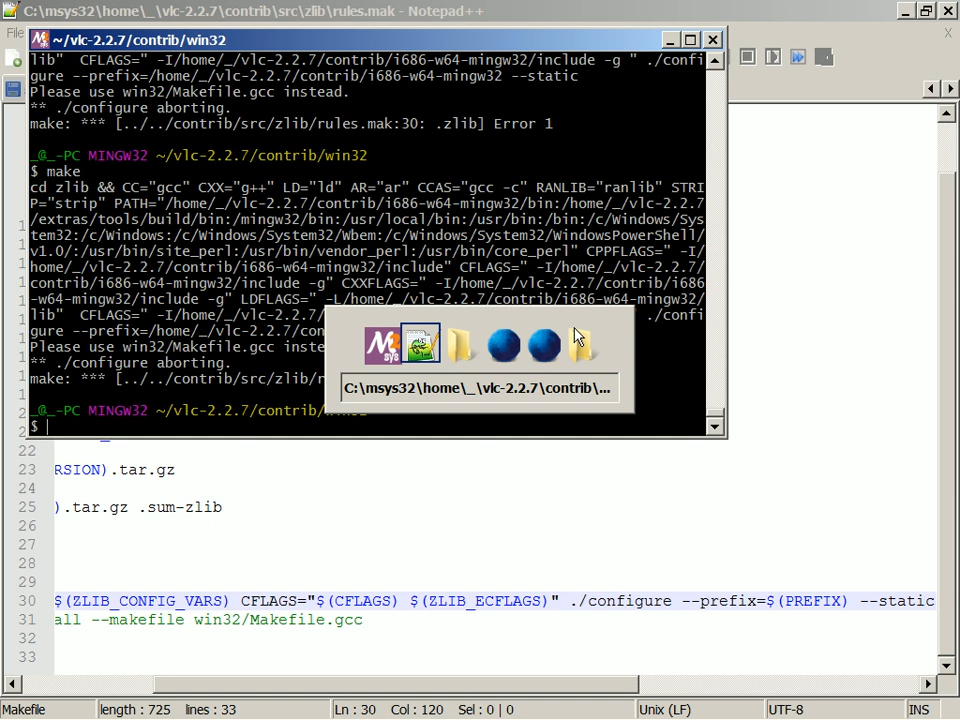 C:\msys32\home\_\vlc-2.2.7\contrib\src\zlib\rules.mak - Notepad++
File
X
~/vlc-2.2.7/contrib/win32
lib"  CFLAGS=" -I/home/_/vlc-2.2.7/contrib/i686-w64-mingw32/include -g " ./confi
gure --prefix=/home/_/vlc-2.2.7/contrib/i686-w64-mingw32 --static
Please use win32/Makefile.gcc instead.
** ./configure aborting.
make: *** [../../contrib/src/zlib/rules.mak:30: .zlib] Error 1
_@_-PC MINGW32 ~/vlc-2.2.7/contrib/win32
$ make
cd zlib && CC="gcc" CXX="g++" LD="ld" AR="ar" CCAS="gcc -c" RANLIB="ranlib" STRI
P="strip" PATH="/home/_/vlc-2.2.7/contrib/i686-w64-mingw32/bin:/home/_/vlc-2.2.7
/extras/tools/build/bin:/mingw32/bin:/usr/local/bin:/usr/bin:/bin:/c/Windows/Sys
tem32:/c/Windows:/c/Windows/System32/Wbem:/c/Windows/System32/WindowsPowerShell/
v1.0/:/usr/bin/site_perl:/usr/bin/vendor_perl:/usr/bin/core_perl" CPPFLAGS=" -I/
home/_/vlc-2.2.7/contrib/i686-w64-mingw32/include" CFLAGS=" -I/home/_/vlc-2.2.7/
contrib/i686-w64-mingw32/include -g" CXXFLAGS=" -I/home/_/vlc-2.2.7/contrib/i686
-w64-mingw32/include -g" LDFLAGS=" -L/home/_/vlc-2.2.7/contrib/i686-w64-mingw32/
lib"  CFLAGS=" -I/home/_/v ./confi
gure --prefix=/home/_/vlc-
Please use win32/Makefile.gcc inste
** ./configure aborting.
make: *** [../../contrib/src/zlib/r
_@_-PC MINGW32 ~/vlc-2.2.7/contrib/
$
M
sys
C:\msys32\home\_\vlc-2.2.7\contrib\...
22
23 RSION).tar.gz
24
25 ).tar.gz .sum-zlib
26
27
28
29
30 $(ZLIB_CONFIG_VARS) CFLAGS="$(CFLAGS) $(ZLIB_ECFLAGS)" ./configure --prefix=$(PREFIX) --static
31 all --makefile win32/Makefile.gcc
32
33
Makefile length : 725 lines : 33 Ln : 30 Col : 120 Sel : 0 | 0 Unix (LF) UTF-8 INS